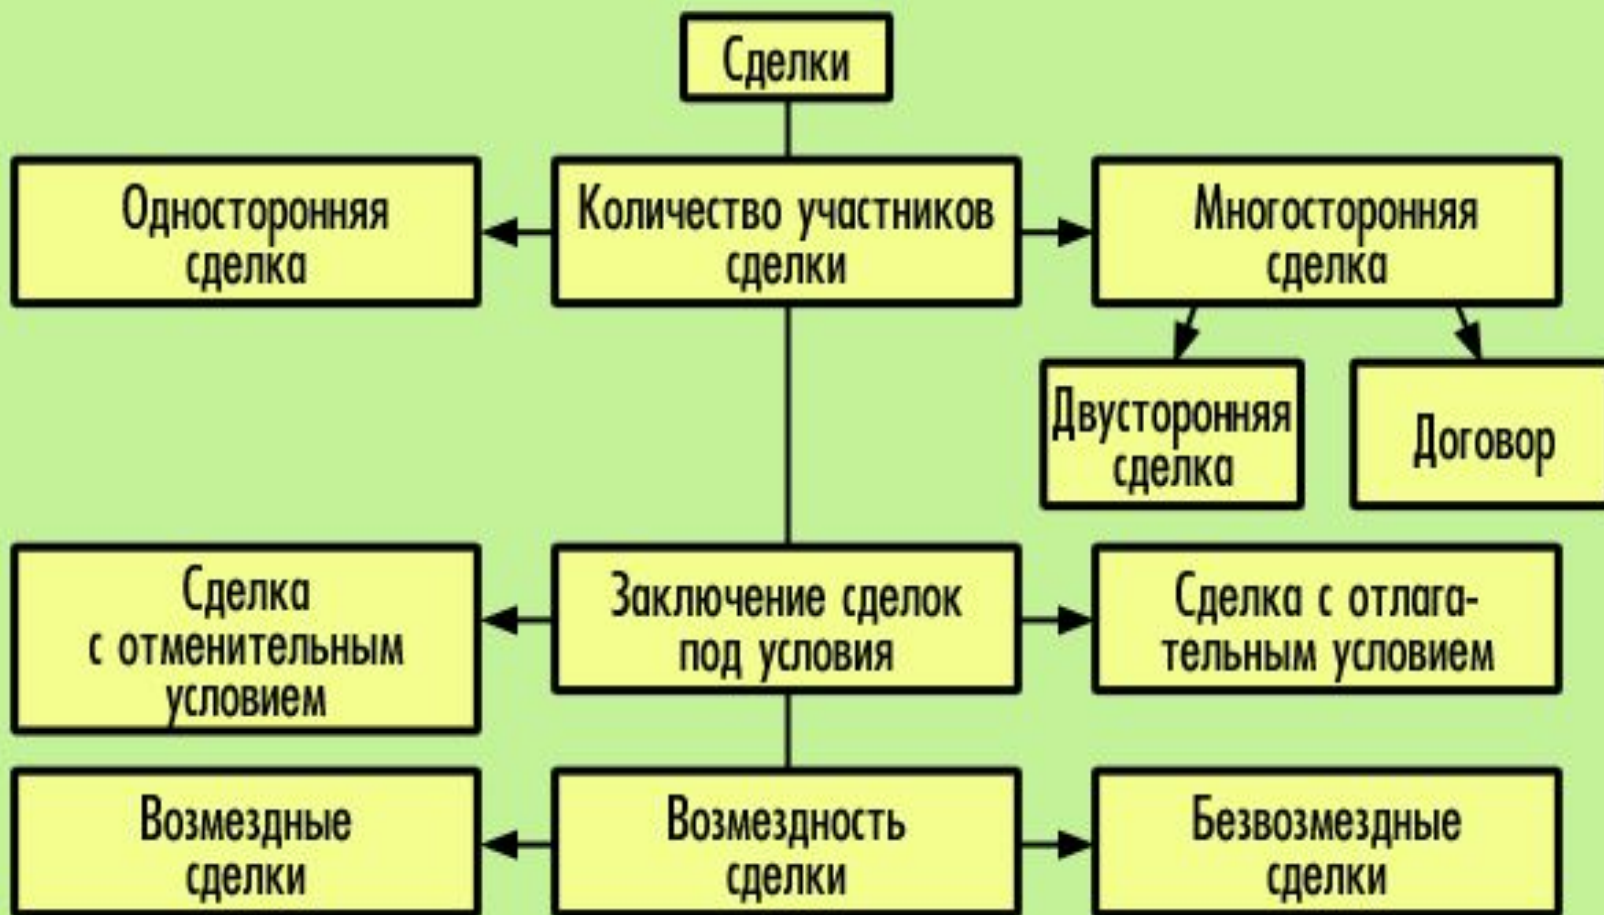 Сделки
Односторонняя
сделка
Количество участников
сделки
Многосторонняя
сделка
Двусторонняя
сделка
Договор
Сделка
с отменительным
условием
Заключение сделок
под условия
Сделка с отлага-
тельным условием
Возмездные
сделки
Возмездность
сделки
Безвозмездные
сделки